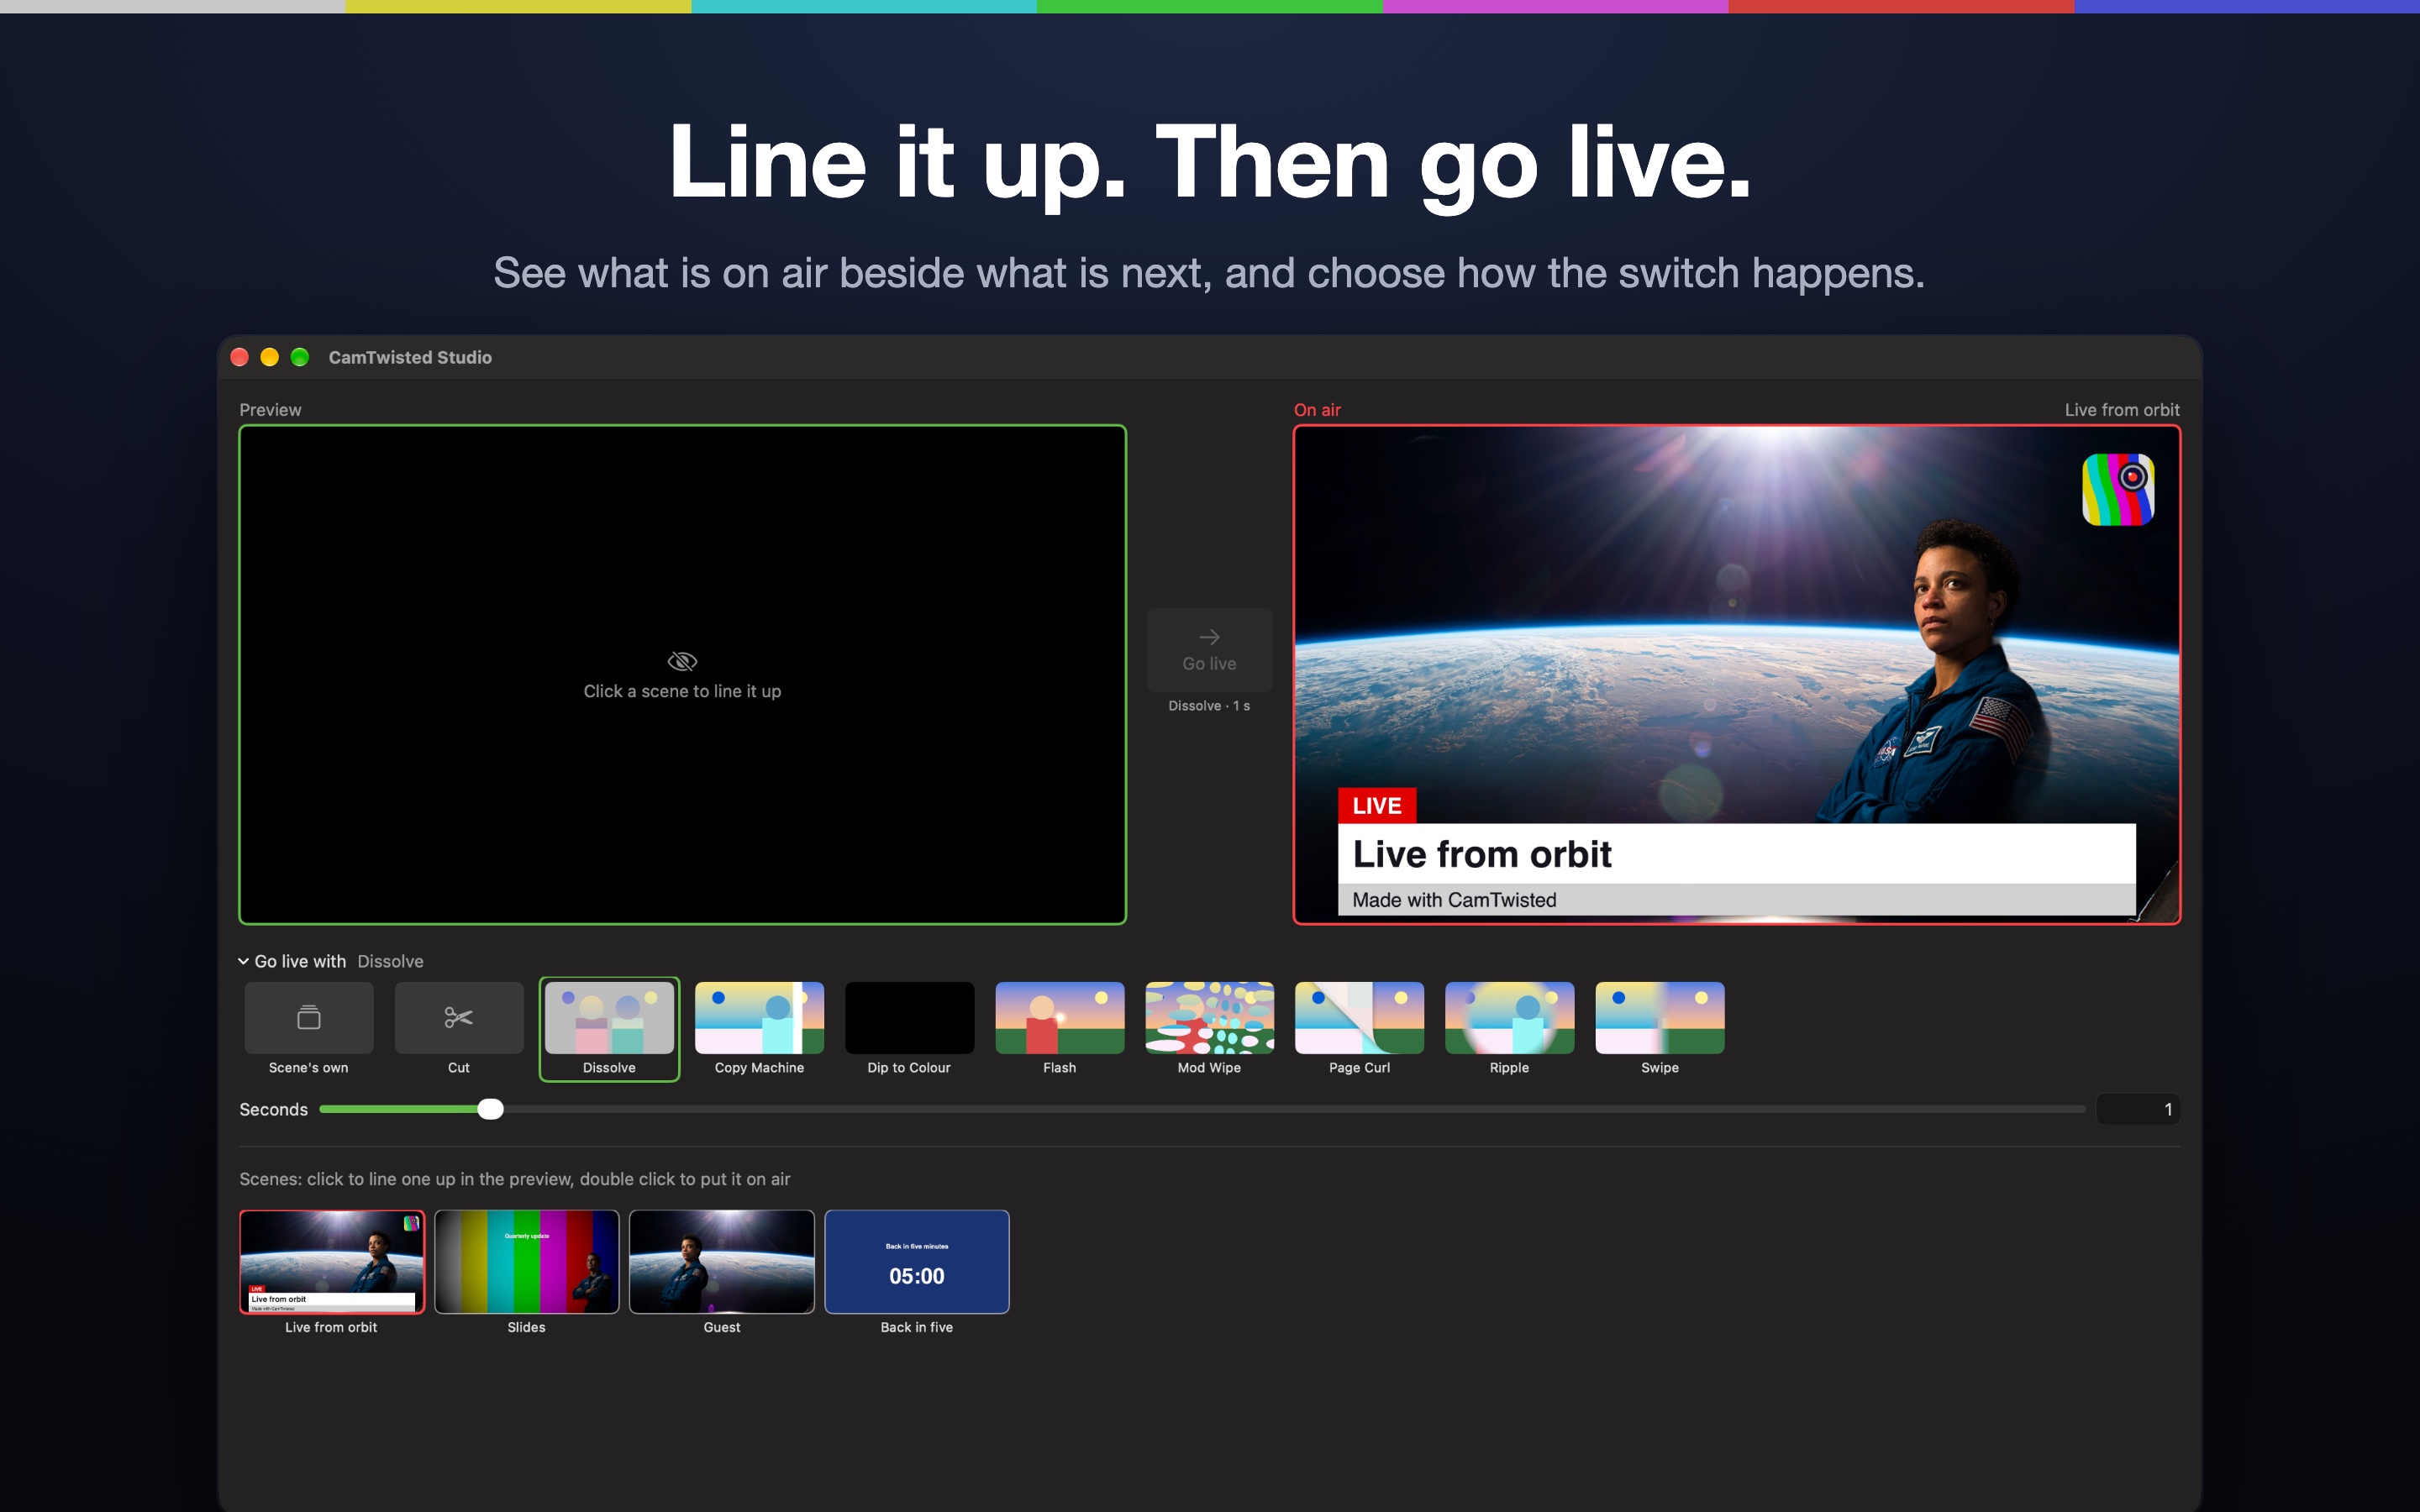 Line it up. Then go live.
See what is on air beside what is next, and choose how the switch happens.
CamTwisted Studio
Preview
On air
Live from orbit
Click a scene to line it up
Go live
Dissolve · 1 s
LIVE
Live from orbit
Made with CamTwisted
Go live with Dissolve
Scene's own
Cut
Dissolve
Copy Machine
Dip to Colour
Flash
Mod Wipe
Page Curl
Ripple
Swipe
Seconds
1
Scenes: click to line one up in the preview, double click to put it on air
LIVE
Live from orbit
Made with CamTwisted
Quarterly update
Back in five minutes
05:00
Live from orbit
Slides
Guest
Back in five